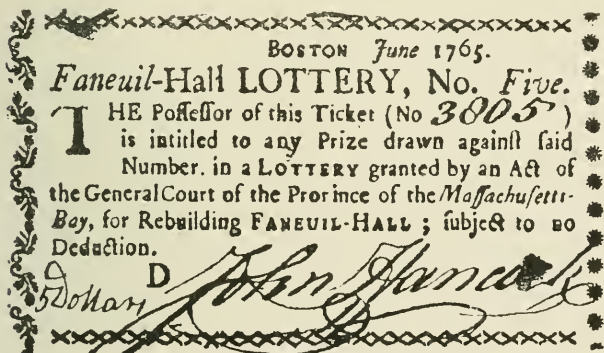 BOSTON June 1765.
Faneuil-Hall LOTTERY, No. Five.
THE Poſſeſſor of this Ticket (No 3805)
is intitled to any Prize drawn againſt ſaid
Number. in a LOTTERY granted by an Act of
the General Court of the Province of the Maſſachuſetts-
Bay, for Rebuilding FANEUIL-HALL; ſubject to no
Deduction.
5 Dollars D John Hancock